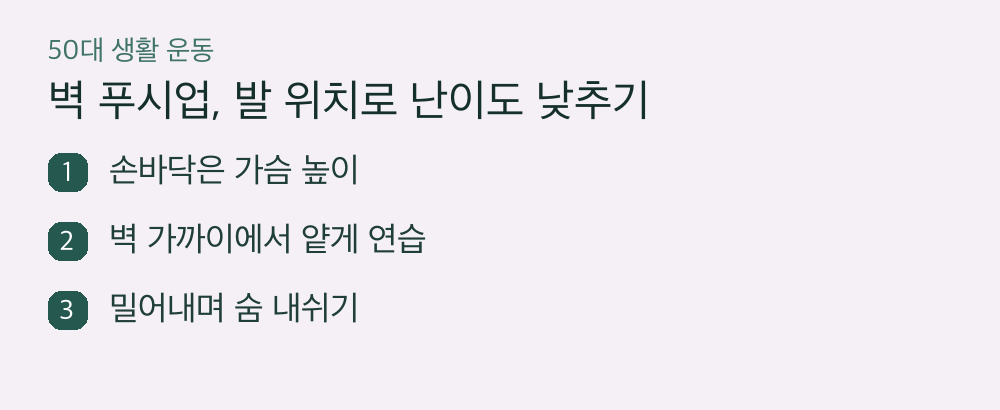 50대 생활 운동
벽 푸시업, 발 위치로 난이도 낮추기
1 손바닥은 가슴 높이
2 벽 가까이에서 얕게 연습
3 밀어내며 숨 내쉬기